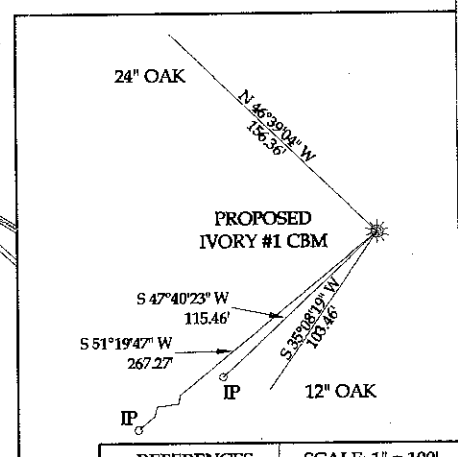 24" OAK
N 46°39'04" W
156.36'
PROPOSED
IVORY #1 CBM
S 47°40'23" W
115.46'
S 35°08'19" W
103.46'
S 51°19'47" W
267.27'
IP
12" OAK
IP
REFERENCES
SCALE: 1" = 100'